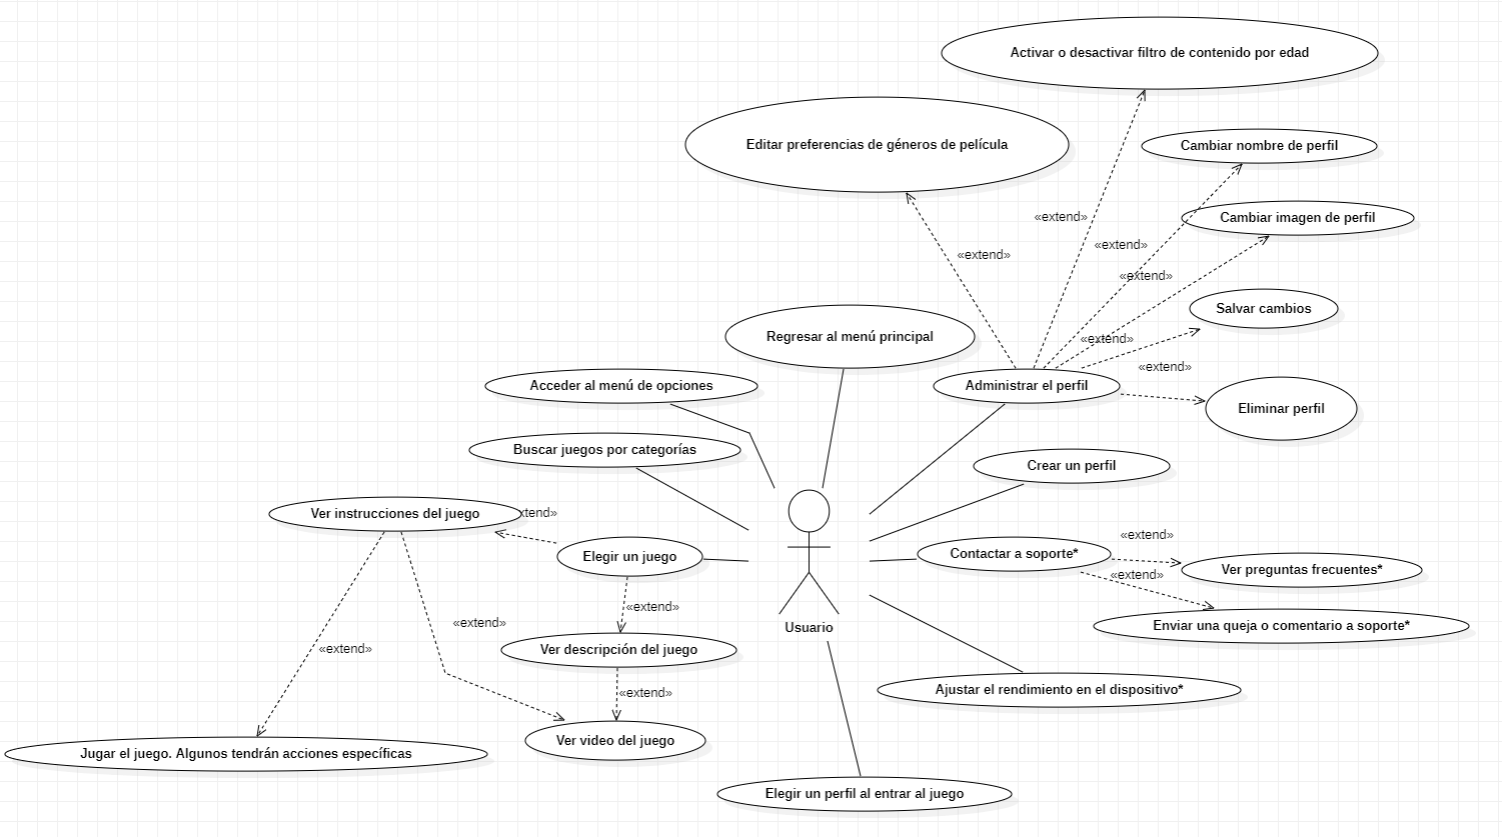 Activar o desactivar filtro de contenido por edad
Editar preferencias de géneros de película
Cambiar nombre de perfil
«extend»
Cambiar imagen de perfil
«extend»
«extend»
«extend»
Salvar cambios
Regresar al menú principal
«extend»
«extend»
Acceder al menú de opciones
Administrar el perfil
Eliminar perfil
Buscar juegos por categorías
Crear un perfil
Ver instrucciones del juego
xtend»
Elegir un juego
Contactar a soporte*
«extend»
Ver preguntas frecuentes*
«extend»
«extend»
Ver descripción del juego
Usuario
Enviar una queja o comentario a soporte*
«extend»
«extend»
«extend»
Ajustar el rendimiento en el dispositivo*
Ver video del juego
Jugar el juego. Algunos tendrán acciones específicas
Elegir un perfil al entrar al juego